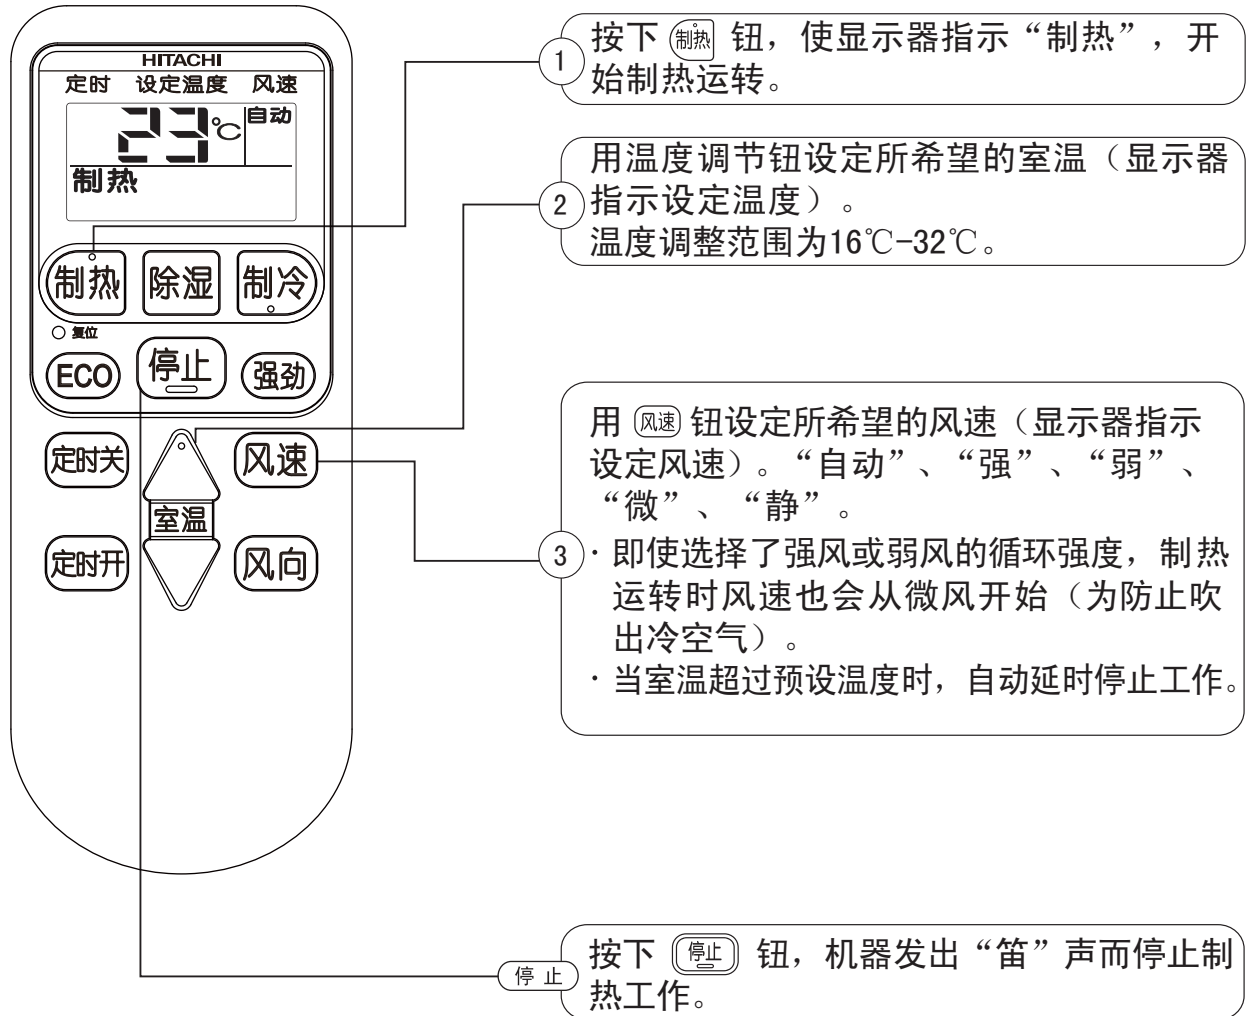 HITACHI
定时 设定温度 风速
23℃ 自动
制热
制热 除湿 制冷
复位
ECO 停止 强劲
定时关 风速
室温
定时开 风向
1
按下 制热 钮，使显示器指示“制热”，开
始制热运转。
2
用温度调节钮设定所希望的室温（显示器
指示设定温度）。
温度调整范围为16℃-32℃。
3
用 风速 钮设定所希望的风速（显示器指示
设定风速）。“自动”、“强”、“弱”、
“微”、“静”。
·即使选择了强风或弱风的循环强度，制热
运转时风速也会从微风开始（为防止吹
出冷空气）。
·当室温超过预设温度时，自动延时停止工作。
停止
按下 停止 钮，机器发出“笛”声而停止制
热工作。